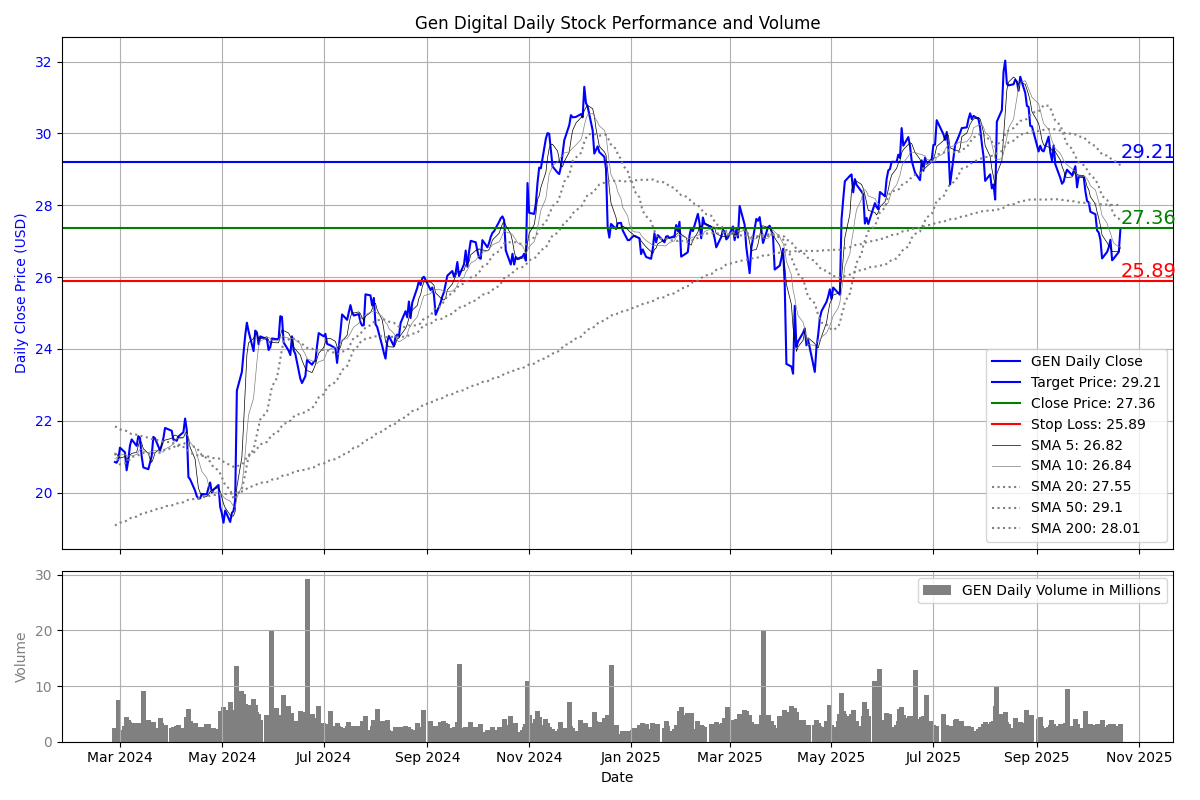 Gen Digital Daily Stock Performance and Volume
Daily Close Price (USD)
32
30
28
26
24
22
20
29.21
27.36
25.89
GEN Daily Close
Target Price: 29.21
Close Price: 27.36
Stop Loss: 25.89
SMA 5: 26.82
SMA 10: 26.84
SMA 20: 27.55
SMA 50: 29.1
SMA 200: 28.01
Volume
30
20
10
0
GEN Daily Volume in Millions
Mar 2024 May 2024 Jul 2024 Sep 2024 Nov 2024 Jan 2025 Mar 2025 May 2025 Jul 2025 Sep 2025 Nov 2025
Date